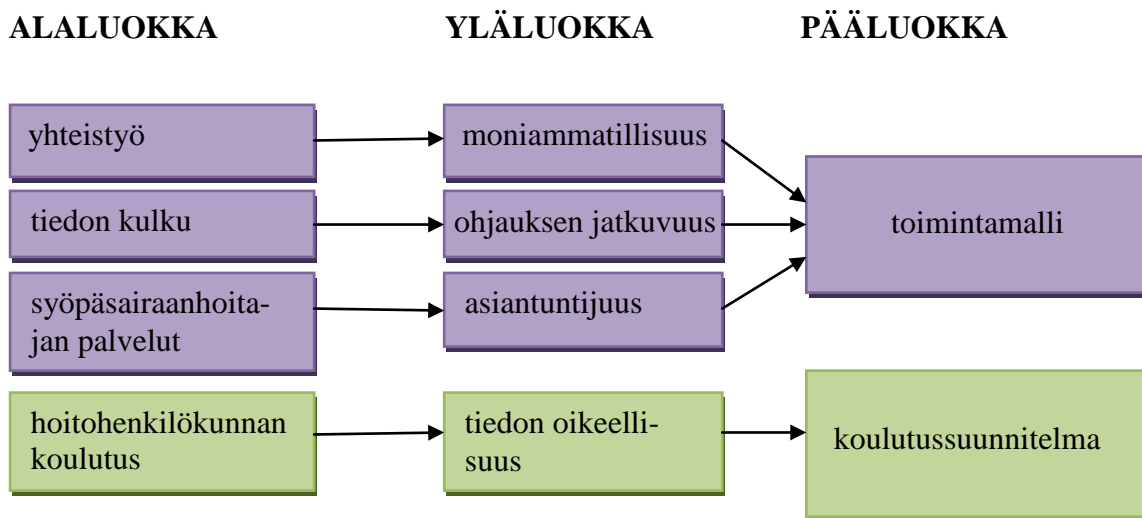 ALALUOKKA YLÄLUOKKA PÄÄLUOKKA
yhteistyö
moniammatillisuus
tiedon kulku
ohjauksen jatkuvuus
toimintamalli
syöpäsairaanhoita-
jan palvelut
asiantuntijuus
hoitohenkilökunnan
koulutus
tiedon oikeelli-
suus
koulutussuunnitelma